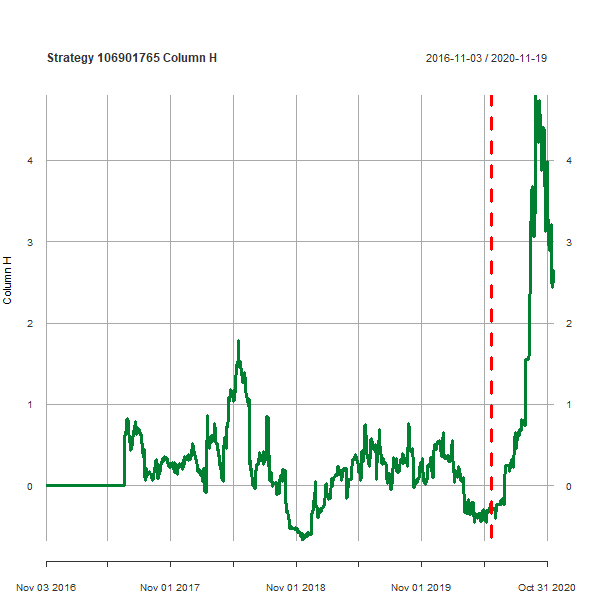 Strategy 106901765 Column H
2016-11-03 / 2020-11-19
Column H
4
4
3
3
2
2
1
1
0
0
Nov 03 2016
Nov 01 2017
Nov 01 2018
Nov 01 2019
Oct 31 2020